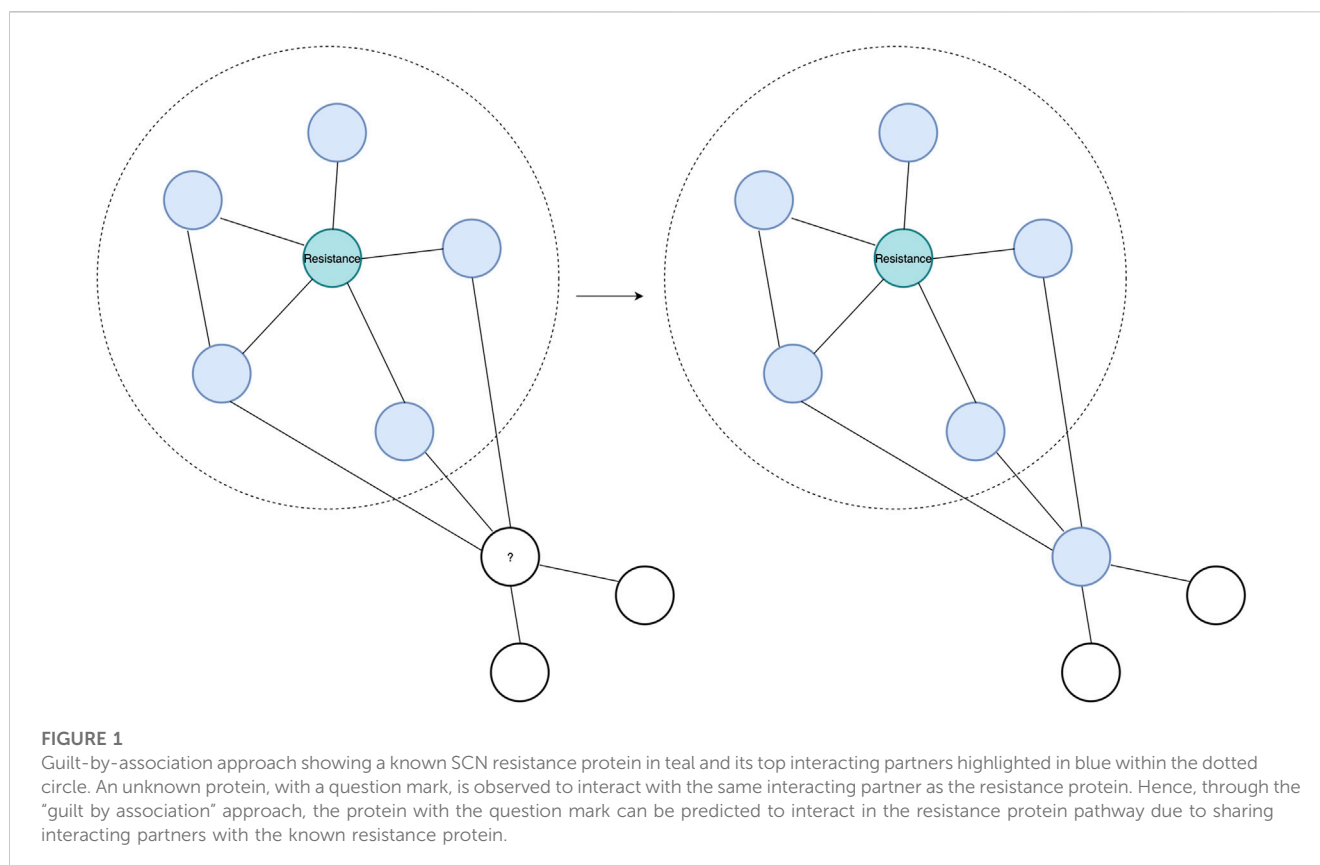 Resistance
Resistance
?
FIGURE 1
Guilt-by-association approach showing a known SCN resistance protein in teal and its top interacting partners highlighted in blue within the dotted
circle. An unknown protein, with a question mark, is observed to interact with the same interacting partner as the resistance protein. Hence, through the
“guilt by association” approach, the protein with the question mark can be predicted to interact in the resistance protein pathway due to sharing
interacting partners with the known resistance protein.